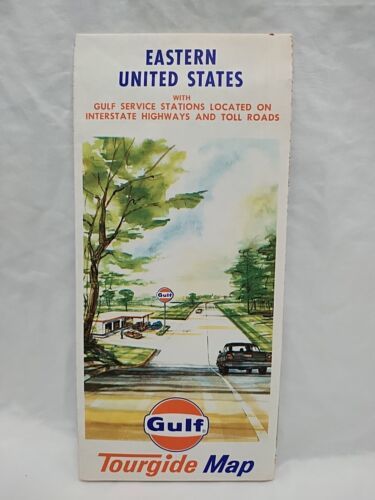 EASTERN
UNITED STATES
WITH
GULF SERVICE STATIONS LOCATED ON
INTERSTATE HIGHWAYS AND TOLL ROADS
Gulf
Gulf
Tourgide Map